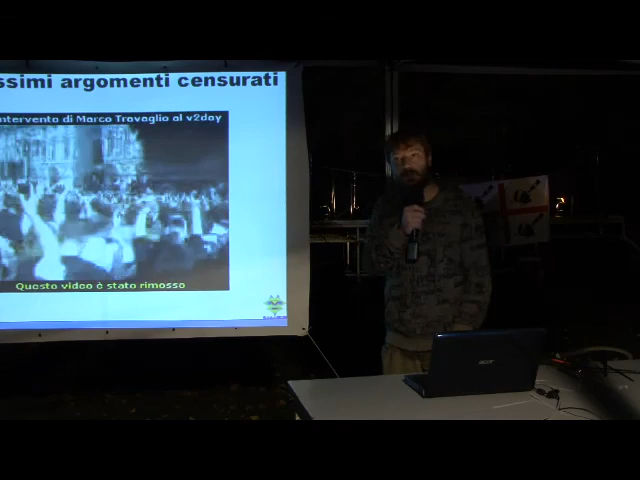 ssimi argomenti censurati
ntervento di Marco Travaglio al v2day
Questo video è stato rimosso
acer